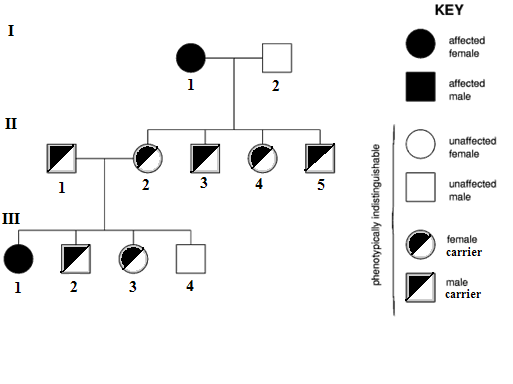 KEY
I
affected
female
1
2
affected
male
II
unaffected
female
1
2
3
4
5
unaffected
male
phenotypically indistinguishable
III
female
carrier
1
2
3
4
male
carrier